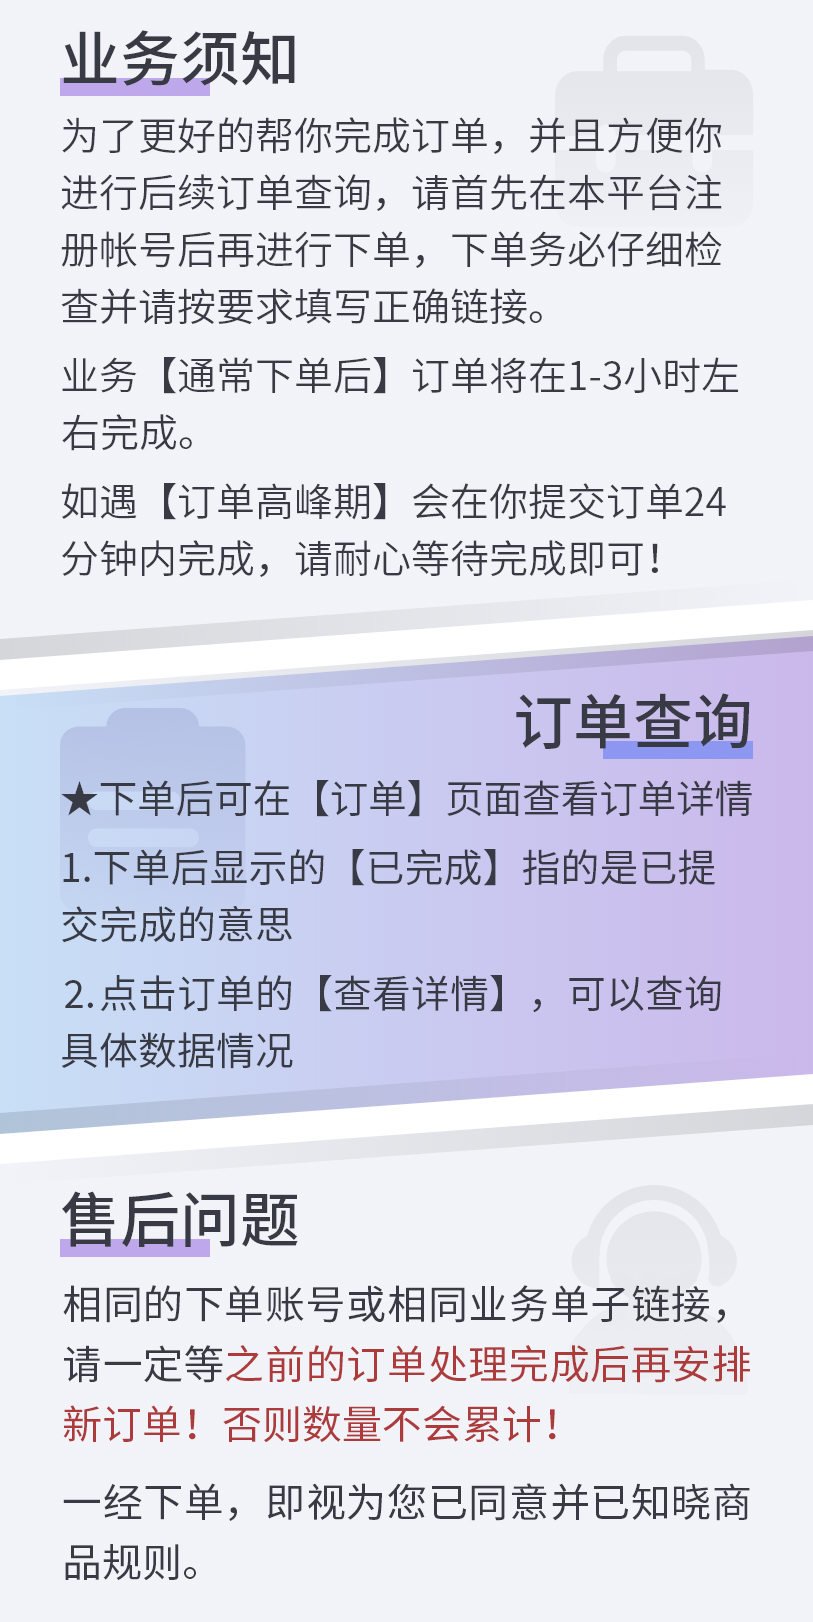 业务须知
为了更好的帮你完成订单，并且方便你
进行后续订单查询，请首先在本平台注
册帐号后再进行下单，下单务必仔细检
查并请按要求填写正确链接。
业务【通常下单后】订单将在1-3小时左
右完成。
如遇【订单高峰期】会在你提交订单24
分钟内完成，请耐心等待完成即可！
订单查询
★下单后可在【订单】页面查看订单详情
1.下单后显示的【已完成】指的是已提
交完成的意思
2.点击订单的【查看详情】，可以查询
具体数据情况
售后问题
相同的下单账号或相同业务单子链接，
请一定等之前的订单处理完成后再安排
新订单！否则数量不会累计！
一经下单，即视为您已同意并已知晓商
品规则。